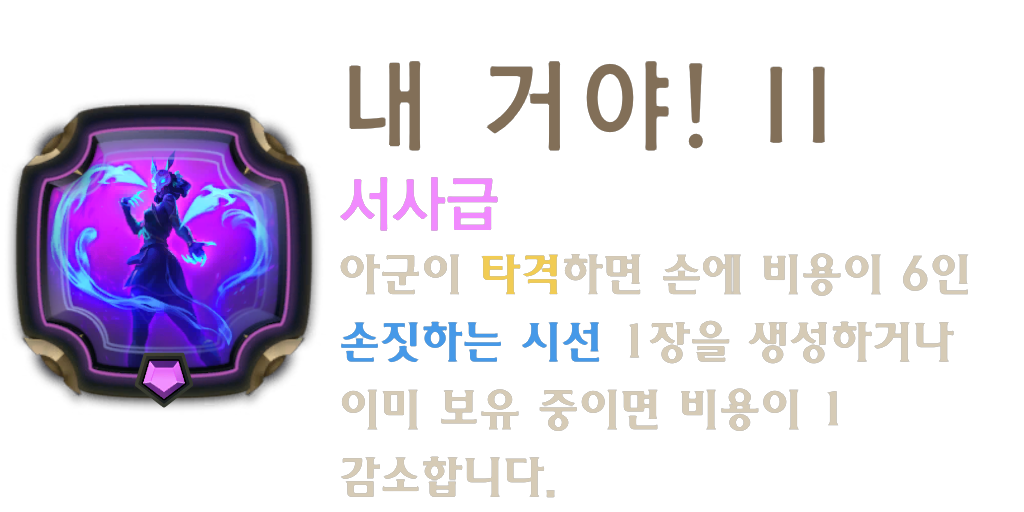 내 거야! II
서사급
아군이 타격하면 손에 비용이 6인
손짓하는 시선 1장을 생성하거나
이미 보유 중이면 비용이 1
감소합니다.